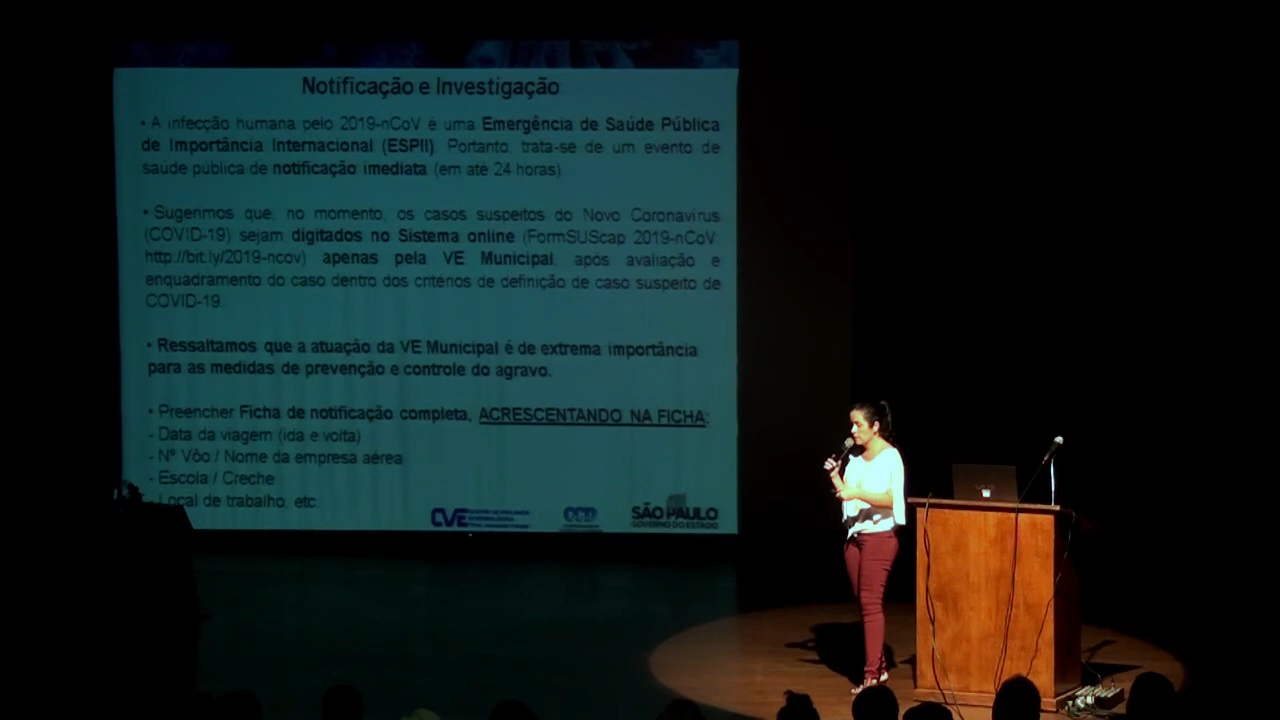 Notificação e Investigação
• A infecção humana pelo 2019-nCoV é uma Emergência de Saúde Pública
de Importância Internacional (ESPII). Portanto, trata-se de um evento de
saúde pública de notificação imediata (em até 24 horas)
• Sugerimos que, no momento, os casos suspeitos do Novo Coronavírus
(COVID-19) sejam digitados no Sistema online (FormSUScap 2019-nCoV:
http://bit.ly/2019-ncov) apenas pela VE Municipal, após avaliação e
enquadramento do caso dentro dos critérios de definição de caso suspeito de
COVID-19.
• Ressaltamos que a atuação da VE Municipal é de extrema importância
para as medidas de prevenção e controle do agravo.
• Preencher Ficha de notificação completa, ACRESCENTANDO NA FICHA:
- Data da viagem (ida e volta)
- Nº Vôo / Nome da empresa aérea
- Escola / Creche
- Local de trabalho, etc.
CVE
CCD
SÃO PAULO
GOVERNO DO ESTADO